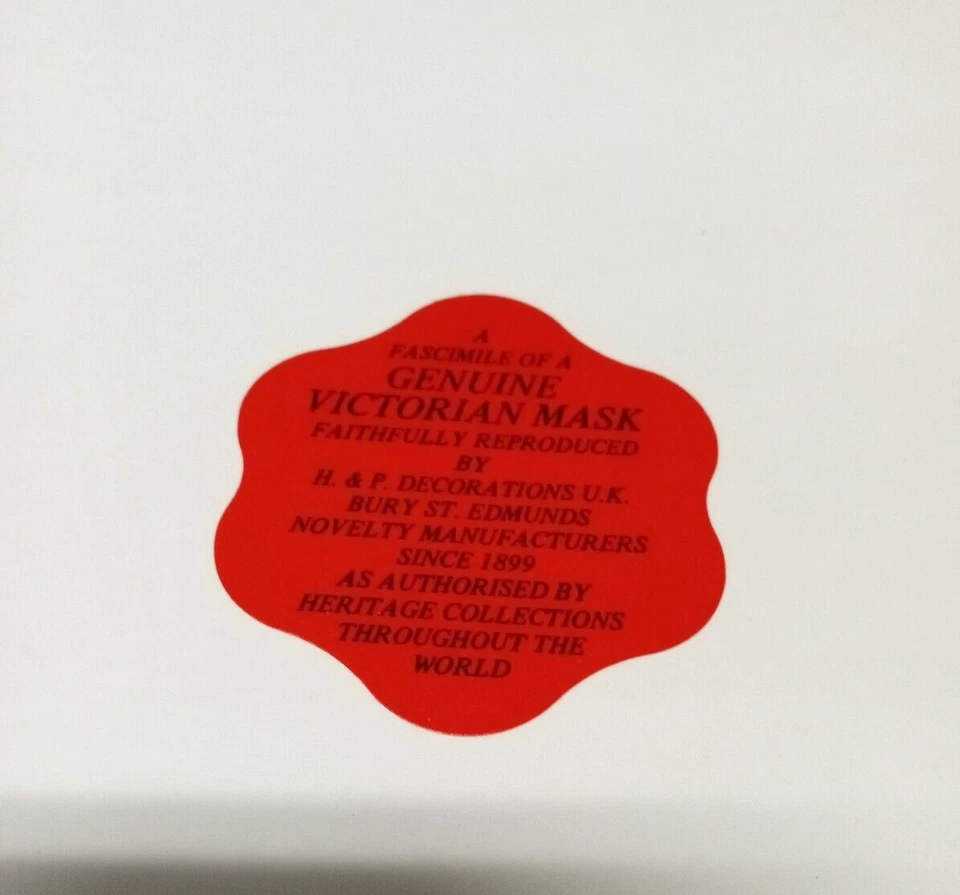 A
FASCIMILE OF A
GENUINE
VICTORIAN MASK
FAITHFULLY REPRODUCED
BY
H. & P. DECORATIONS U.K.
BURY ST. EDMUNDS
NOVELTY MANUFACTURERS
SINCE 1899
AS AUTHORISED BY
HERITAGE COLLECTIONS
THROUGHOUT THE
WORLD